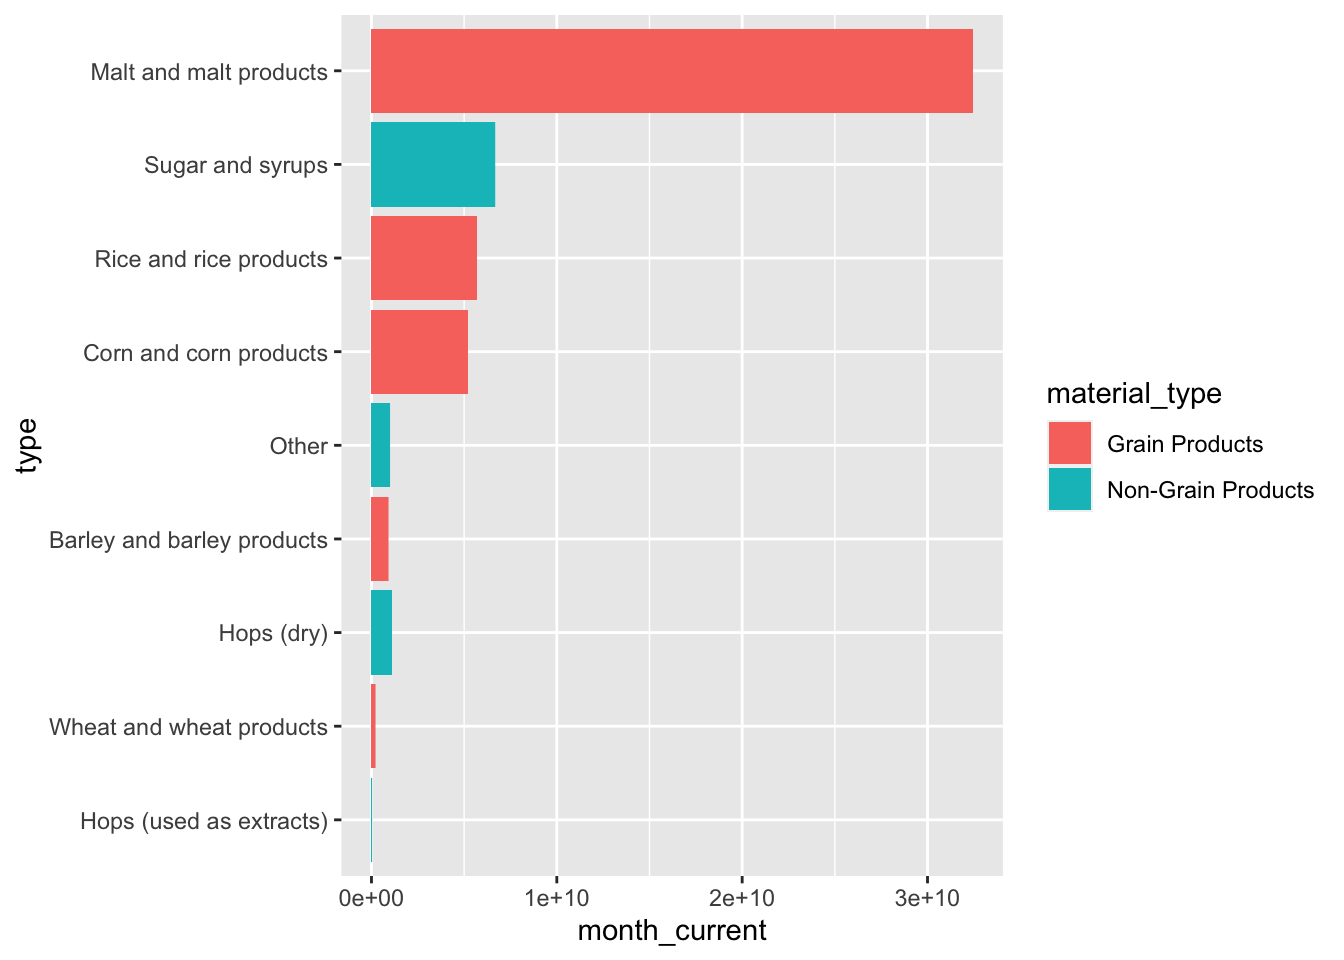 Malt and malt products
Sugar and syrups
Rice and rice products
Corn and corn products
Other
Barley and barley products
Hops (dry)
Wheat and wheat products
Hops (used as extracts)
type
0e+00 1e+10 2e+10 3e+10
month_current
material_type
Grain Products
Non-Grain Products